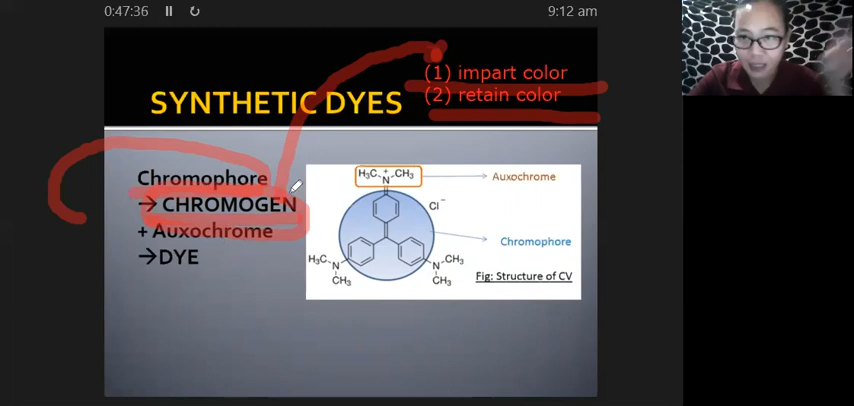 0:47:36
9:12 am
SYNTHETIC DYES
(1) impart color
(2) retain color
Chromophore
→ CHROMOGEN
+ Auxochrome
→DYE
H₃C + CH₃
N
Auxochrome
Cl⁻
Chromophore
H₃C N
CH₃
N CH₃
CH₃
Fig: Structure of CV